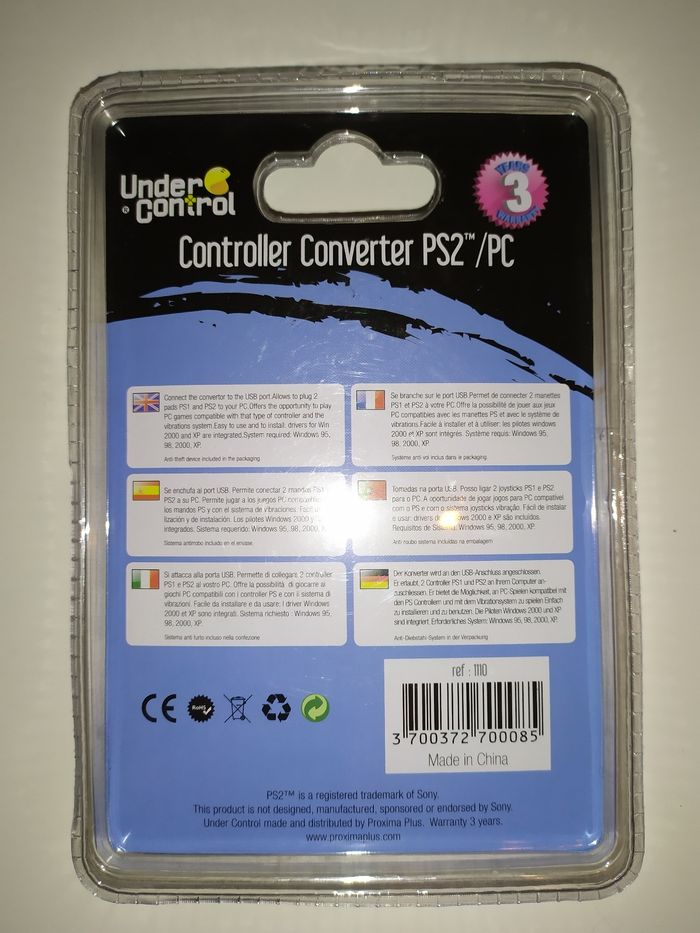 Under
Control
YEARS
3
WARRANTY
Controller Converter PS2™/PC
Connect the convertor to the USB port.Allows to plug 2
pads PS1 and PS2 to your PC.Offers the opportunity to play
PC games compatible with that type of controller and the
vibrations system.Easy to use and to install: drivers for Win
2000 and XP are integrated.System required: Windows 95,
98, 2000, XP.
Anti theft device included in the packaging
Se branche sur le port USB.Permet de connecter 2 manettes
PS1 et PS2 à votre PC.Offre la possibilité de jouer aux jeux
PC compatibles avec les manettes PS et avec le système de
vibrations.Facile à installer et à utiliser: les pilotes windows
2000 et XP sont intégrés. Système requis: Windows 95,
98, 2000, XP.
Système anti vol inclus dans le packaging
Se enchufa al port USB. Permite conectar 2 mandos PS1
PS2 a su PC. Permite jugar a los juegos PC
los mandos PS y con el sistema de vibraciones. Facil
lización y de instalación. Los pilotes Windows 2000 y
integrados. Sistema requerido: Windows 95, 98, 2000, XP.
Sistema antirrobo incluido en el envase.
Tomadas na porta USB. Posso ligar 2 joysticks PS1 e PS2
para o PC. A oportunidade de jogar jogos para PC compatível
com a PS e com o sistema joysticks vibração. Fácil de instalar
e usar: drivers de Windows 2000 e XP são incluidos.
Requisitos de Windows 95, 98, 2000, XP.
Anti roubo sistema incluídas na embalagem
Si attacca alla porta USB. Permette di collegare 2 controller
PS1 e PS2 al vostro PC. Offre la possibilità di giocare ai
giochi PC compatibili con i controller PS e con il sistema di
vibrazioni. Facile da installare e da usare: I driver Windows
2000 et XP sono integrati. Sistema richiesto : Windows 95,
98, 2000, XP.
Sistema anti furto incluso nella confezione
Der Konverter wird an den USB-Anschluss angeschlossen.
Er erlaubt, 2 Controller PS1 und PS2 an Ihrem Computer an-
zuschliessen. Er bietet die Möglichkeit, an PC-Spielen kompatibel mit
den PS Controllern und mit dem Vibrationsystem zu spielen Einfach
zu installieren und zu benutzen. Die Piloten Windows 2000 und XP
sind integriert. Erforderliches System: Windows 95, 98, 2000, XP.
Anti-Diebstahl-System in der Verpackung
ref : 1110
CE
RoHS
3 700372 700085
Made in China
PS2™ is a registered trademark of Sony.
This product is not designed, manufactured, sponsored or endorsed by Sony.
Under Control made and distributed by Proxima Plus. Warranty 3 years.
www.proximaplus.com